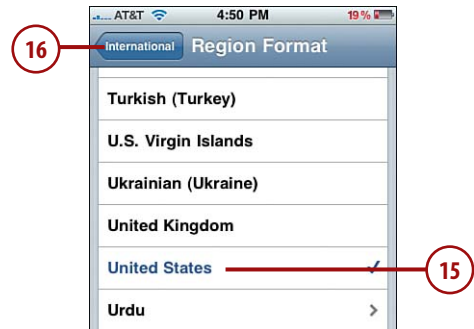 AT&T 4:50 PM 19%
16 International Region Format
Turkish (Turkey)
U.S. Virgin Islands
Ukrainian (Ukraine)
United Kingdom
United States 15
Urdu